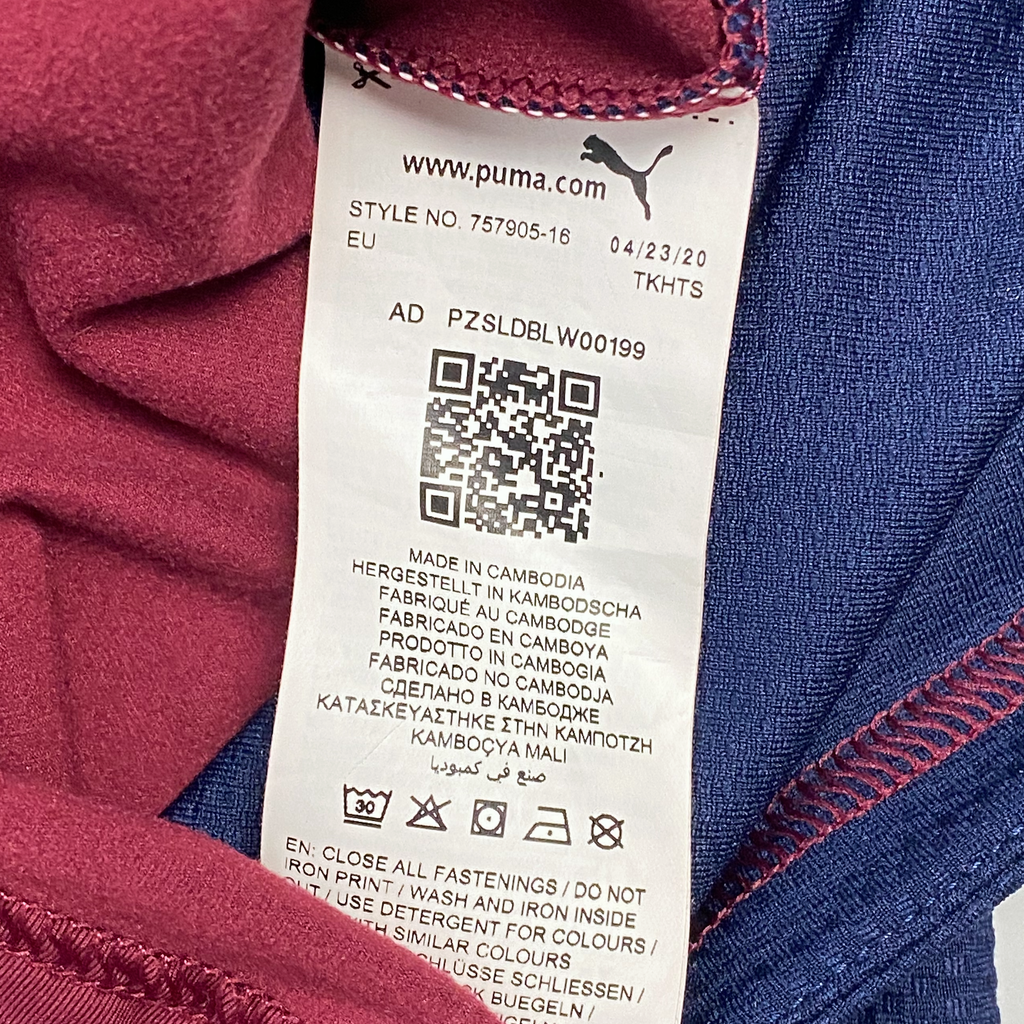 www.puma.com
STYLE NO. 757905-16 04/23/20
EU TKHTS
AD PZSLDBLW00199
MADE IN CAMBODIA
HERGESTELLT IN KAMBODSCHA
FABRIQUÉ AU CAMBODGE
FABRICADO EN CAMBOYA
PRODOTTO IN CAMBOGIA
FABRICADO NO CAMBODJA
СДЕЛАНО В КАМБОДЖЕ
ΚΑΤΑΣΚΕΥΑΣΤΗΚΕ ΣΤΗΝ ΚΑΜΠΟΤΖΗ
KAMBOÇYA MALI
صنع في كمبوديا
30
EN: CLOSE ALL FASTENINGS / DO NOT
IRON PRINT / WASH AND IRON INSIDE
OUT / USE DETERGENT FOR COLOURS /
WITH SIMILAR COLOURS
SCHLIESSEN /
BUEGELN /